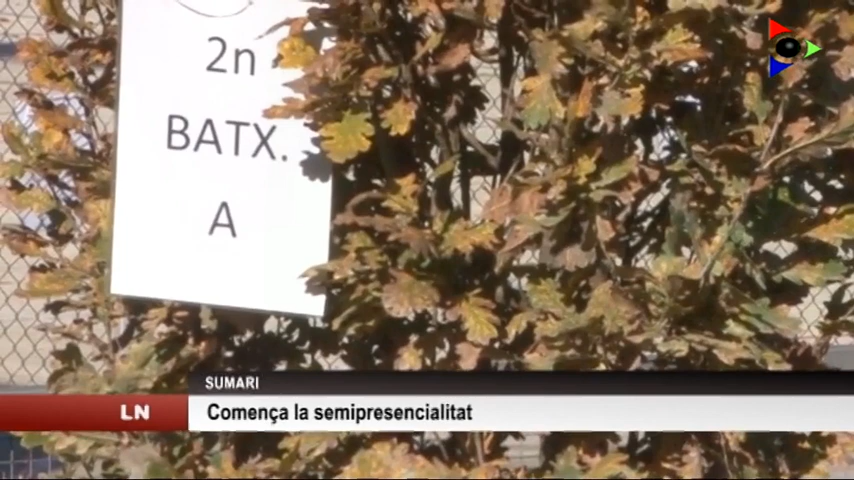 2n
BATX.
A
SUMARI
LN
Comença la semipresencialitat